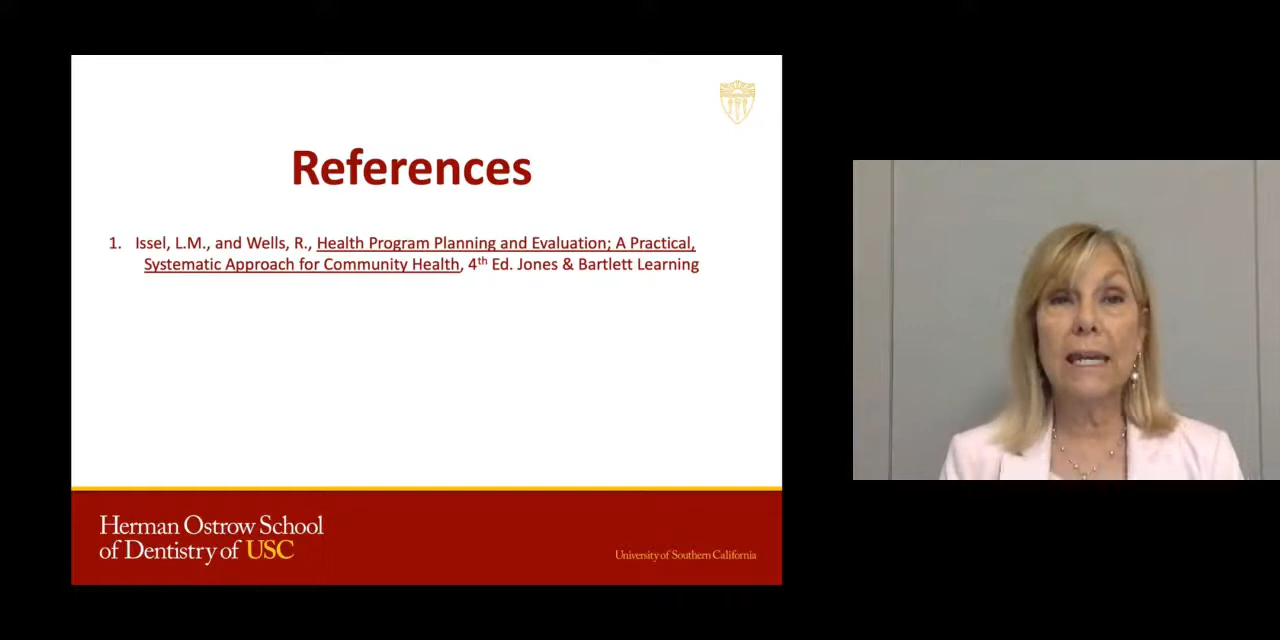 References
1. Issel, L.M., and Wells, R., Health Program Planning and Evaluation; A Practical,
Systematic Approach for Community Health, 4th Ed. Jones & Bartlett Learning
Herman Ostrow School
of Dentistry of USC
University of Southern California